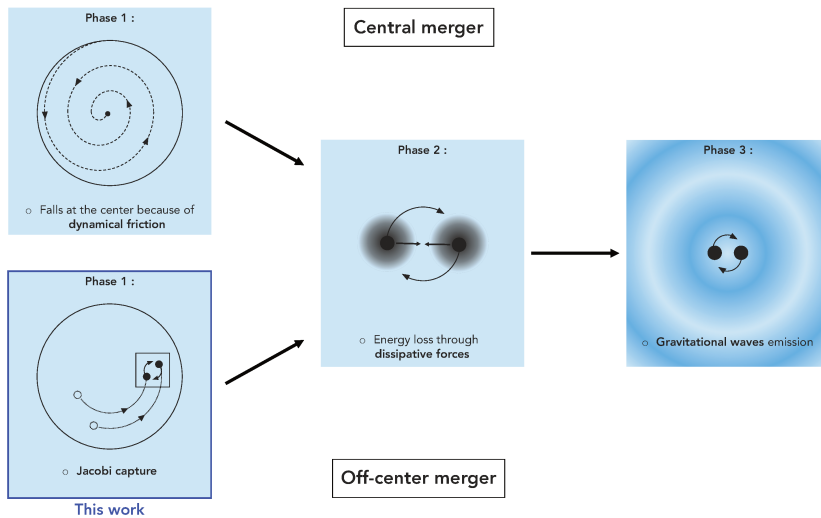 Central merger
Phase 1 :
Falls at the center because of
dynamical friction
Phase 1 :
Jacobi capture
This work
Phase 2 :
Energy loss through
dissipative forces
Phase 3 :
Gravitational waves emission
Off-center merger